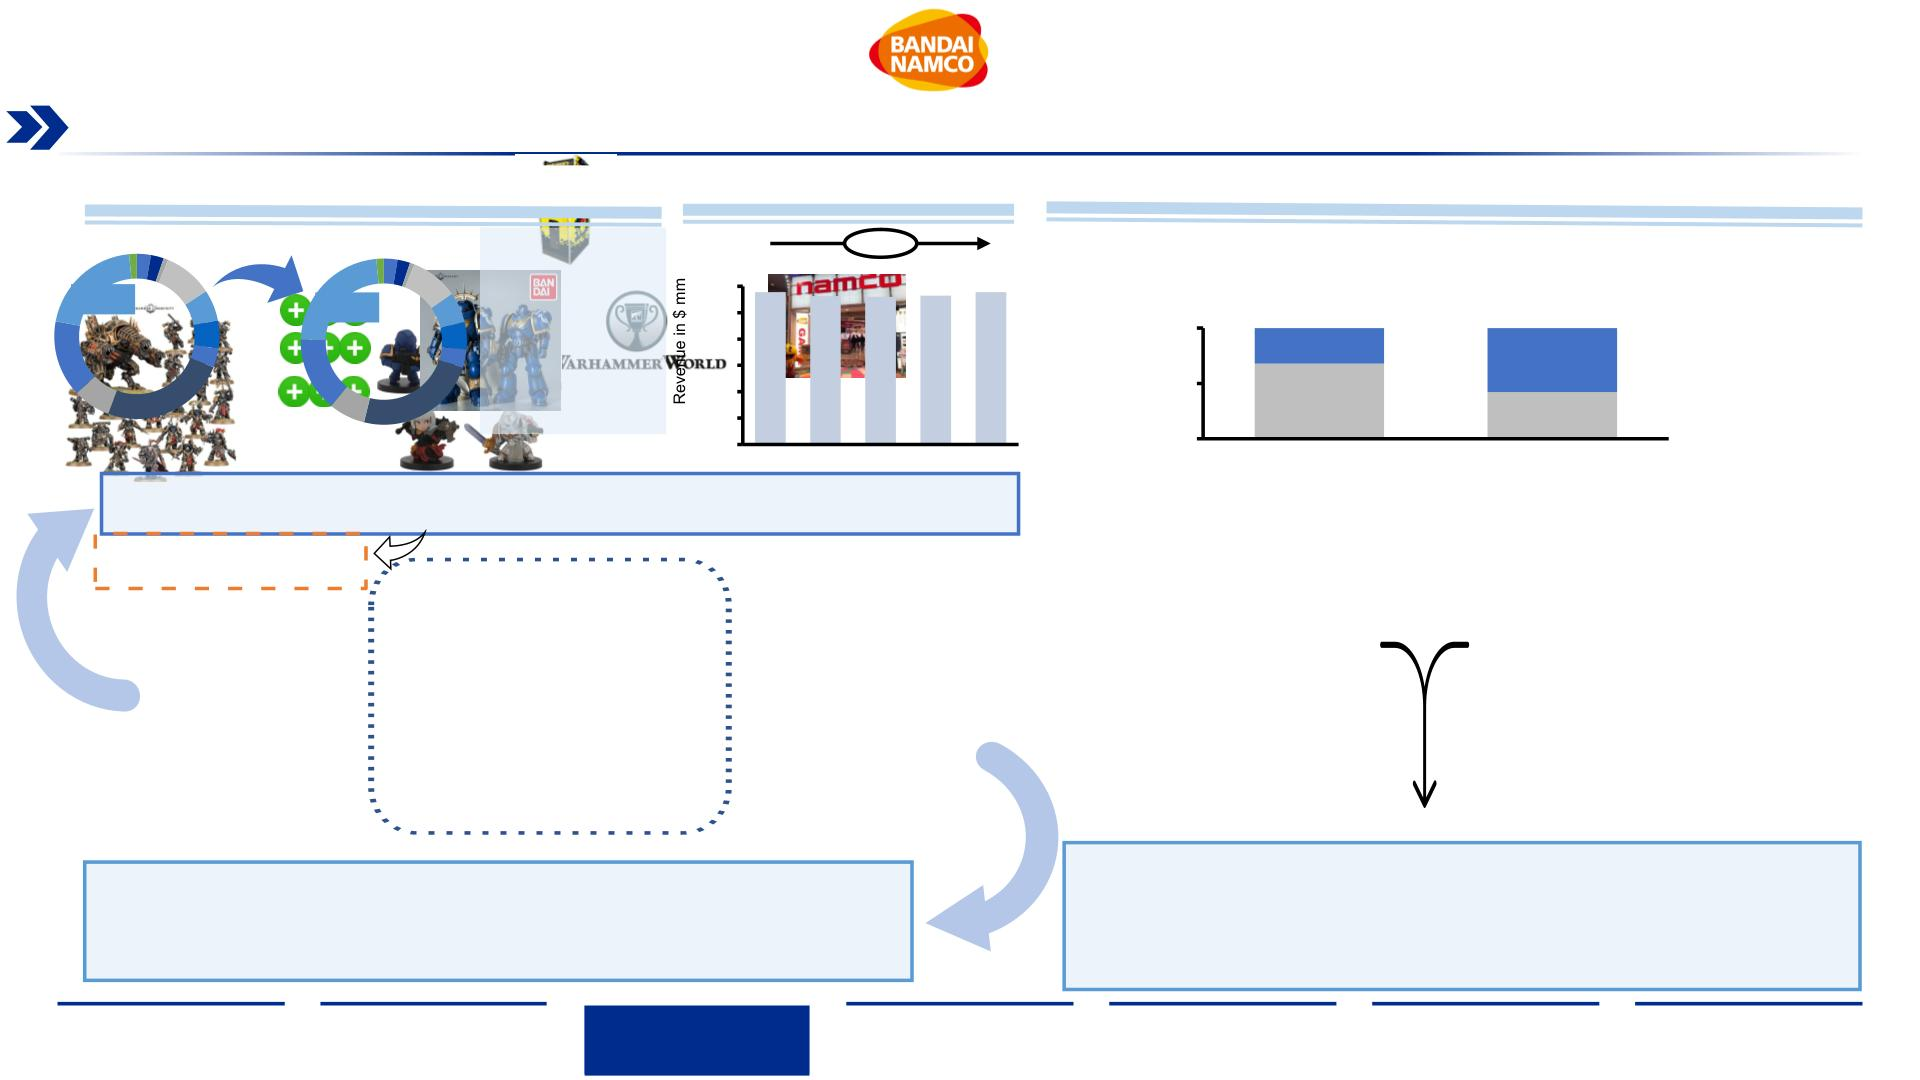 BANDAI
NAMCO
BAN
DAI
namco
WARHAMMER WORLD
Revenue in $ mm